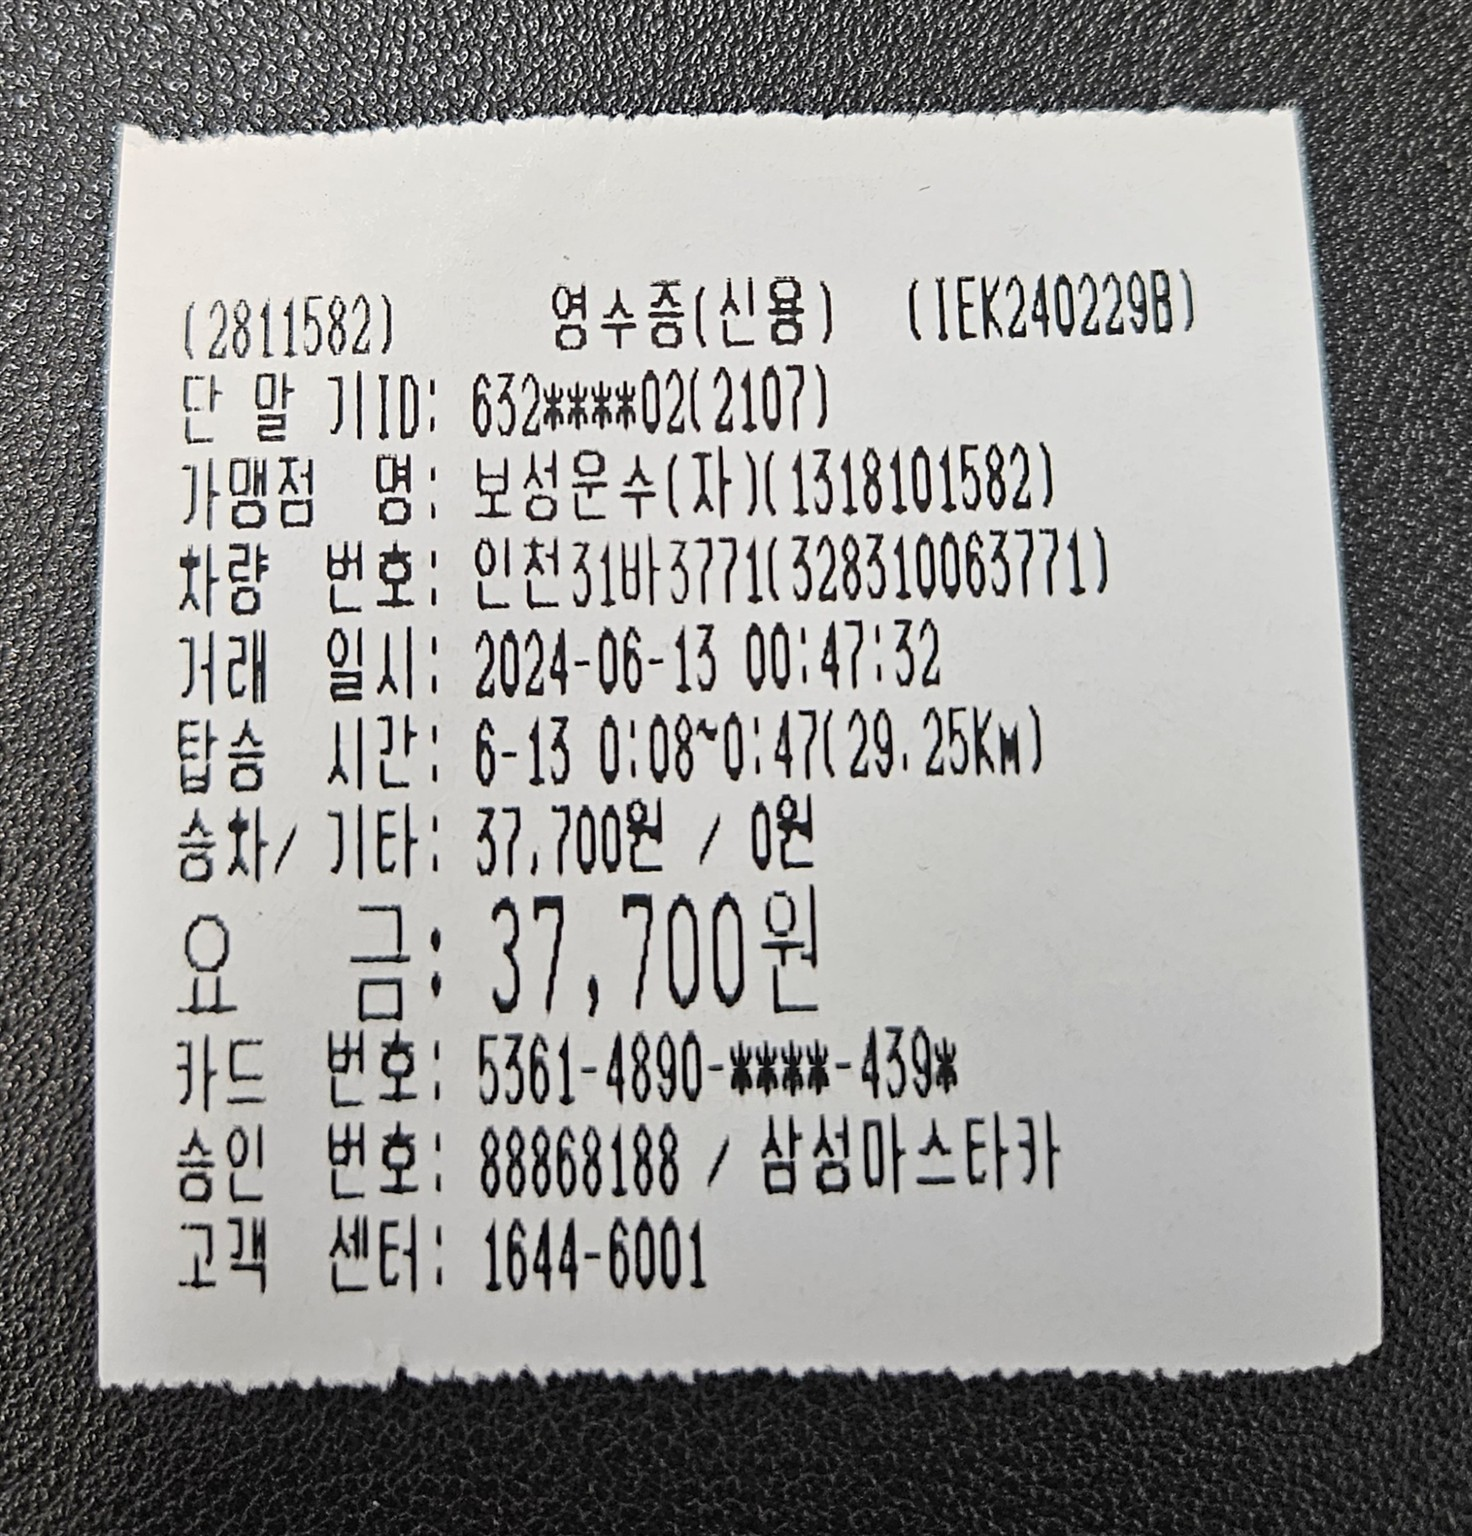 (2811582) 영수증(신용) (IEK240229B)
단 말 기ID: 632****02(2107)
가맹점 명: 보성운수(자)(1318101582)
차량 번호: 인천31바3771(328310063771)
거래 일시: 2024-06-13 00:47:32
탑승 시간: 6-13 0:08~0:47(29.25Km)
승차/ 기타: 37,700원 / 0원
요 금: 37,700원
카드 번호: 5361-4890-****-439*
승인 번호: 88868188 / 삼성마스타카
고객 센터: 1644-6001